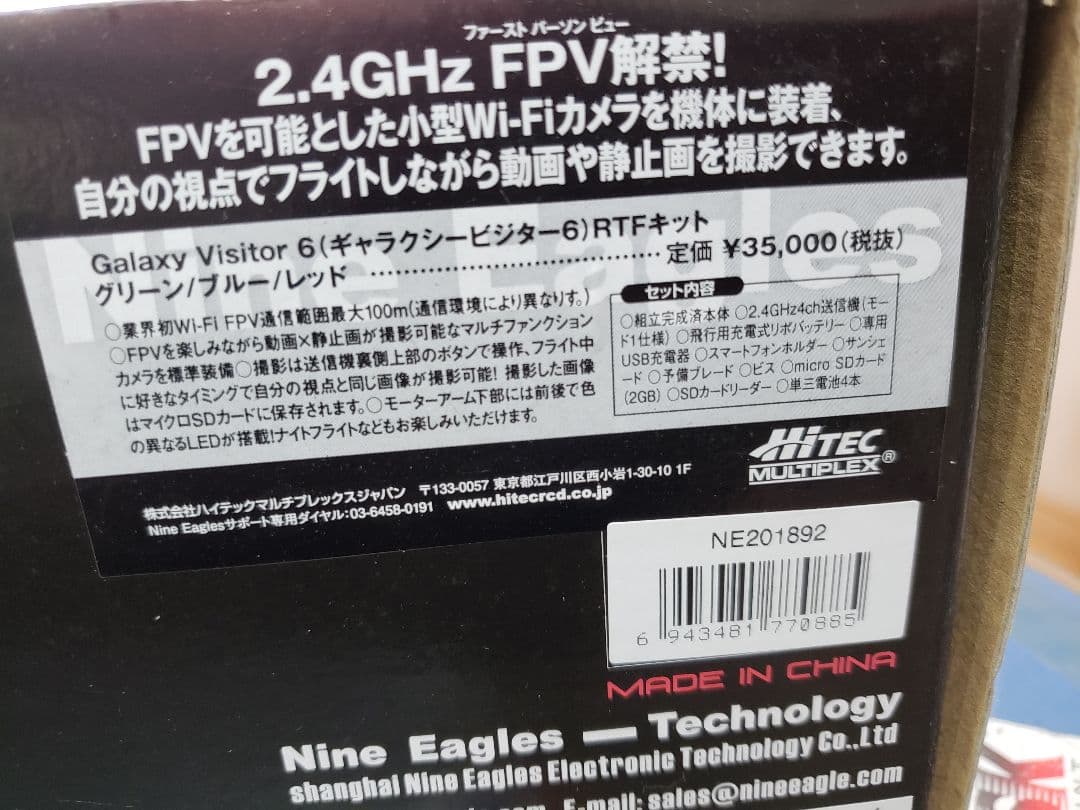 ファースト パーソン ビュー
2.4GHz FPV解禁!
FPVを可能とした小型Wi-Fiカメラを機体に装着、
自分の視点でフライトしながら動画や静止画を撮影できます。
Nine Eagles
Galaxy Visitor 6(ギャラクシービジター6)RTFキット
グリーン/ブルー/レッド ........................................ 定価 ¥35,000(税抜)
○業界初Wi-Fi FPV通信範囲最大100m(通信環境により異なります。)
○FPVを楽しみながら動画×静止画が撮影可能なマルチファンクション
カメラを標準装備○撮影は送信機裏側上部のボタンで操作、フライト中
に好きなタイミングで自分の視点と同じ画像が撮影可能! 撮影した画像
はマイクロSDカードに保存されます。○モーターアーム下部には前後で色
の異なるLEDが搭載!ナイトフライトなどもお楽しみいただけます。
セット内容
○組立完成済本体 ○2.4GHz4ch送信機(モー
ド1仕様) ○飛行用充電式リポバッテリー ○専用
USB充電器 ○スマートフォンホルダー ○サンシェ
ード ○予備ブレード ○ビス ○micro SDカード
(2GB) ○SDカードリーダー ○単三電池4本
HiTEC
MULTIPLEX®
株式会社ハイテックマルチプレックスジャパン 〒133-0057 東京都江戸川区西小岩1-30-10 1F
Nine Eaglesサポート専用ダイヤル:03-6458-0191 www.hitecrcd.co.jp
NE201892
6 943481 770885
MADE IN CHINA
Nine Eagles — Technology
shanghai Nine Eagles Electronic Technology Co.,Ltd
mail: sales@nineeagle.com